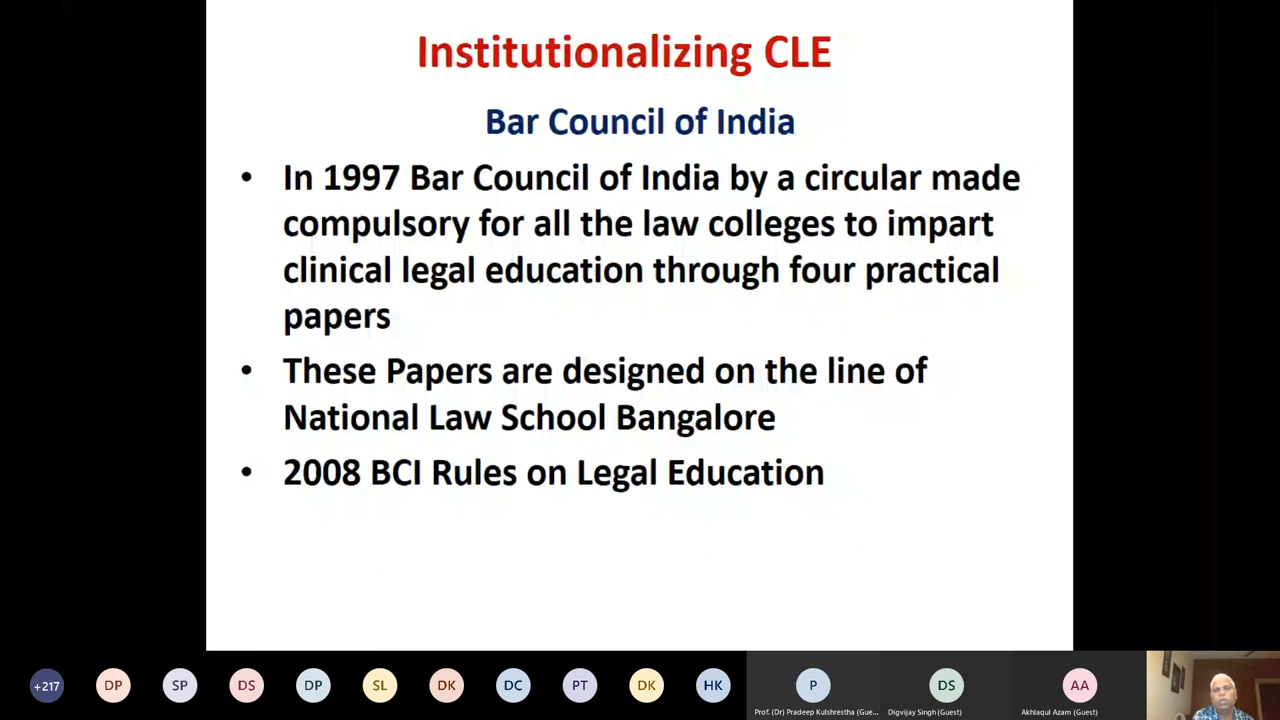 Institutionalizing CLE
Bar Council of India
• In 1997 Bar Council of India by a circular made
compulsory for all the law colleges to impart
clinical legal education through four practical
papers
• These Papers are designed on the line of
National Law School Bangalore
• 2008 BCI Rules on Legal Education
+217 DP SP DS DP SL DK DC PT DK HK P DS AA
Prof. (Dr) Pradeep Kulshrestha (Gue... Digvijay Singh (Guest) Akhlaqul Azam (Guest)